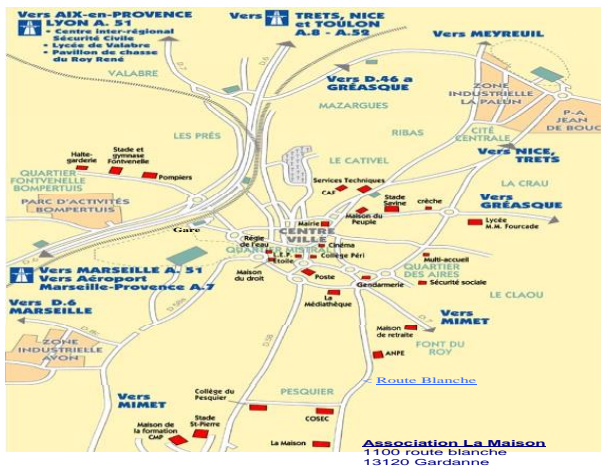 Vers AIX-en-PROVENCE
LYON A. 51
• Centre inter-régional
Sécurité Civile
• Lycée de Valabre
• Pavillon de chasse
du Roy René
Vers
TRETS, NICE
et TOULON
A.8 - A.52
Vers MEYREUIL
VALABRE
D.6
D.7
Vers D.46 a
GRÉASQUE
ZONE
INDUSTRIELLE
LA PALUN
MAZARGUES
P-A
JEAN
DE BOUC
LES PRÉS
RIBAS
CITÉ
CENTRALE
Halte-
garderie
Stade et
gymnase
Fontvenelle
Pompiers
LE CATIVEL
Vers NICE,
TRETS
QUARTIER
FONTVENELLE
BOMPERTUIS
Services Techniques
CAF
LA CRAU
PARC D'ACTIVITÉS
BOMPERTUIS
Stade
Savine
crèche
Vers
GRÉASQUE
Maison du
Peuple
Lycée
M.M. Fourcade
Gare
Mairie
CENTRE
VILLE
Régie
de l'eau
QUARTIER MISTRAL
Cinéma
L.E.P.
Etoile
Collège Péri
Multi-accueil
Vers MARSEILLE A. 51
Vers Aéroport
Marseille-Provence A.7
Maison
du droit
Poste
Gendarmerie
QUARTIER
DES AIRES
Sécurité sociale
La
Médiathèque
LE CLAOU
Vers D.6
MARSEILLE
Vers
MIMET
D.7
Maison
de retraite
ZONE
INDUSTRIELLE
AVON
D.58
FONT DU
ROY
ANPE
< Route Blanche
Vers
MIMET
Collège du
Pesquier
PESQUIER
Stade
St-Pierre
COSEC
Maison de
la formation
CMP
La Maison
Association La Maison
1100 route blanche
13120 Gardanne